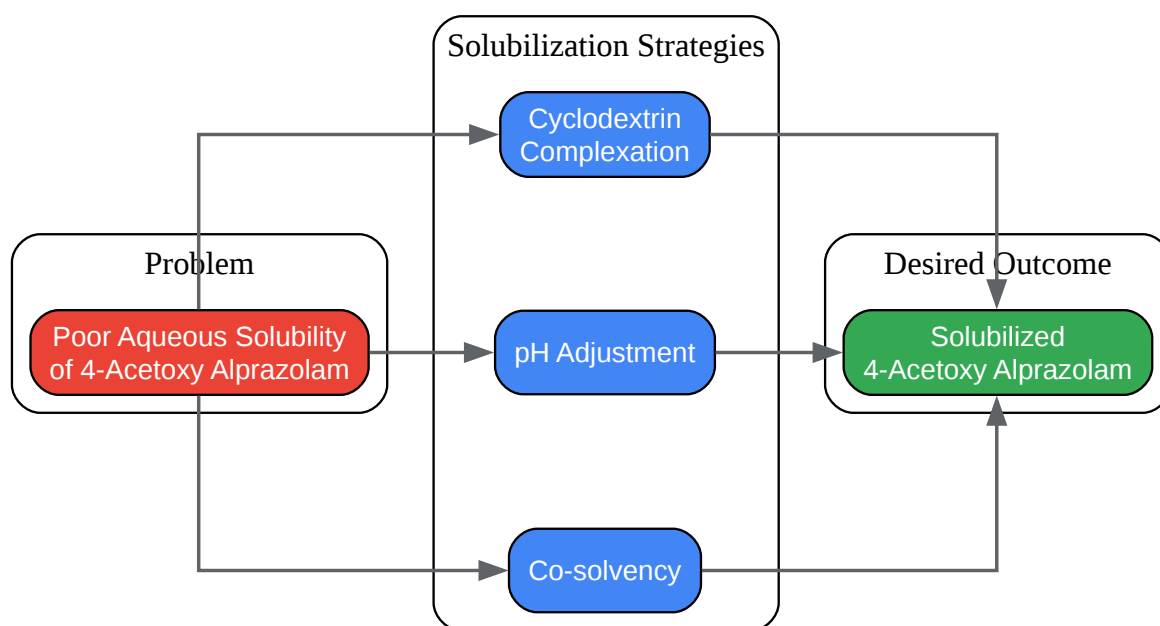 Solubilization Strategies
Cyclodextrin
Complexation
Problem
Desired Outcome
Poor Aqueous Solubility
of 4-Acetoxy Alprazolam
pH Adjustment
Solubilized
4-Acetoxy Alprazolam
Co-solvency